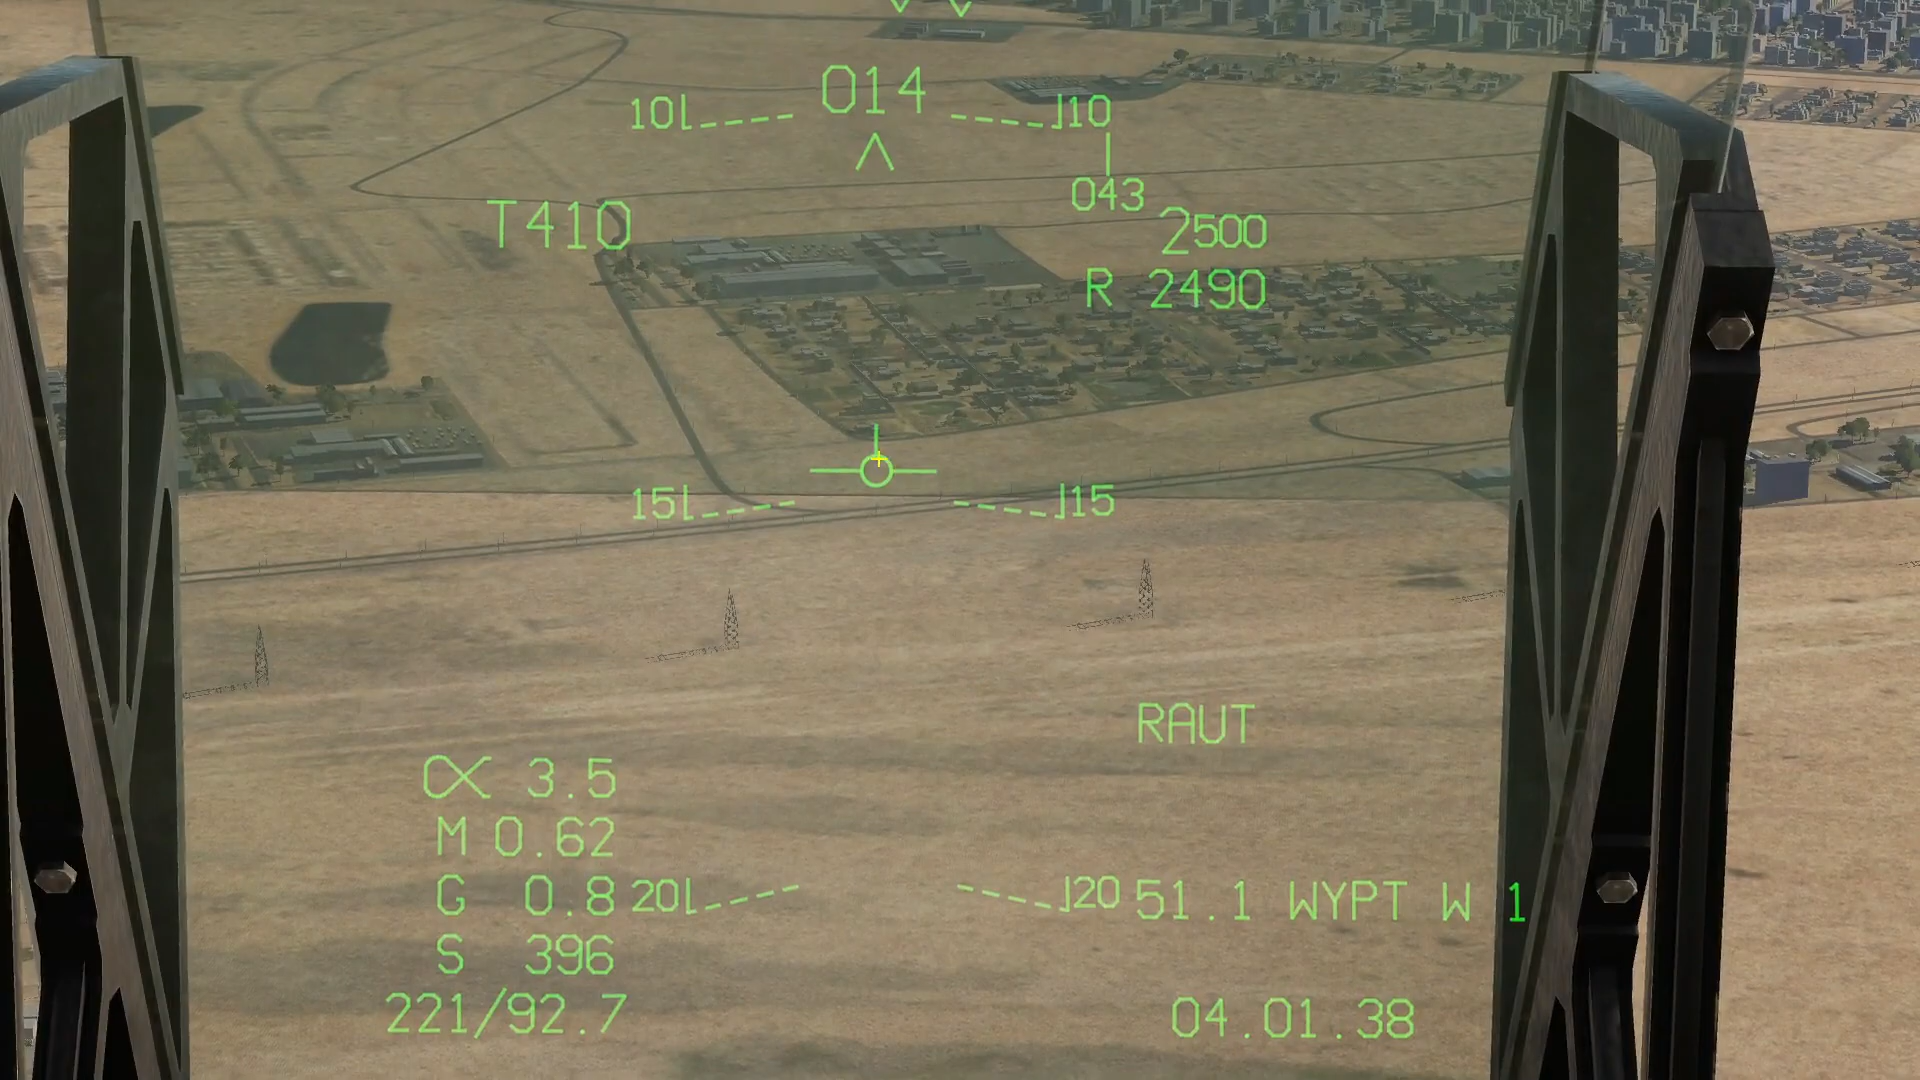 014
10 10
043
T410
2500
R 2490
15 15
RAUT
α 3.5
M 0.62
G 0.8
20 20
51.1 WYPT W 1
S 396
221/92.7
04.01.38